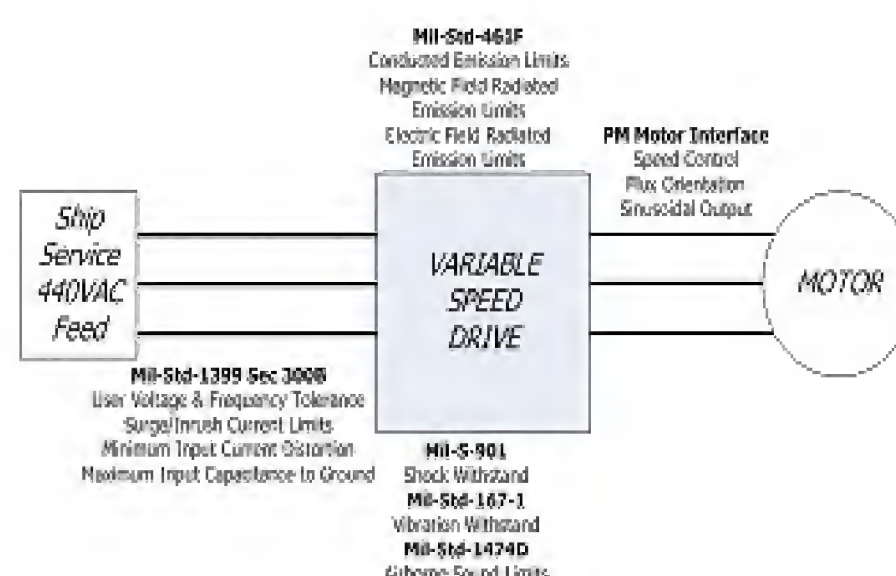 Mil-Std-461F
Conducted Emission Limits
Magnetic Field Radiated
Emission Limits
Electric Field Radiated
Emission Limits
PM Motor Interface
Speed Control
Flux Orientation
Sinusoidal Output
Ship
Service
440VAC
Feed
VARIABLE
SPEED
DRIVE
MOTOR
Mil-Std-1399 Sec 300B
User Voltage & Frequency Tolerance
Surge/Inrush Current Limits
Minimum Input Current Distortion
Maximum Input Capacitance to Ground
Mil-S-901
Shock Withstand
Mil-Std-167-1
Vibration Withstand
Mil-Std-1474D
Airborne Sound Limits